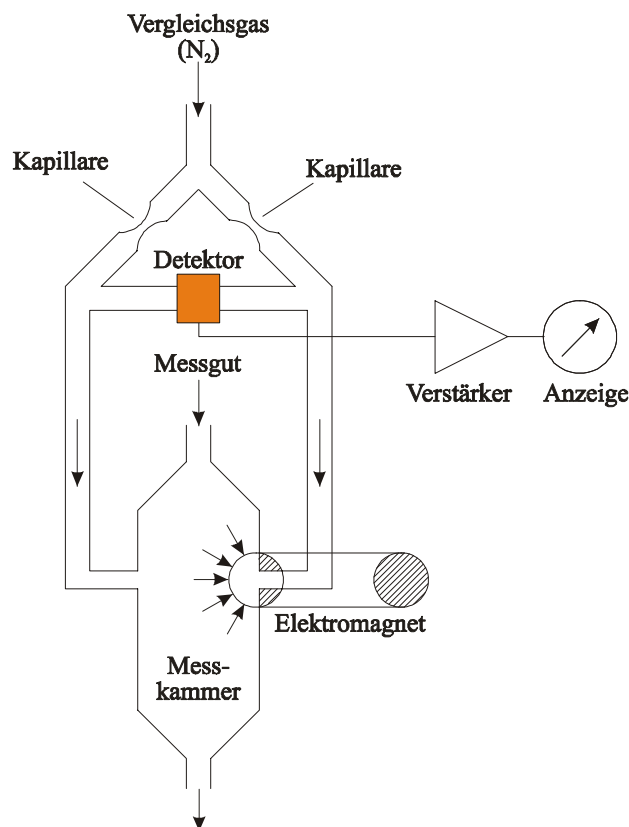 Vergleichsgas
(N₂)
Kapillare
Kapillare
Detektor
Messgut
Verstärker
Anzeige
Elektromagnet
Mess-
kammer